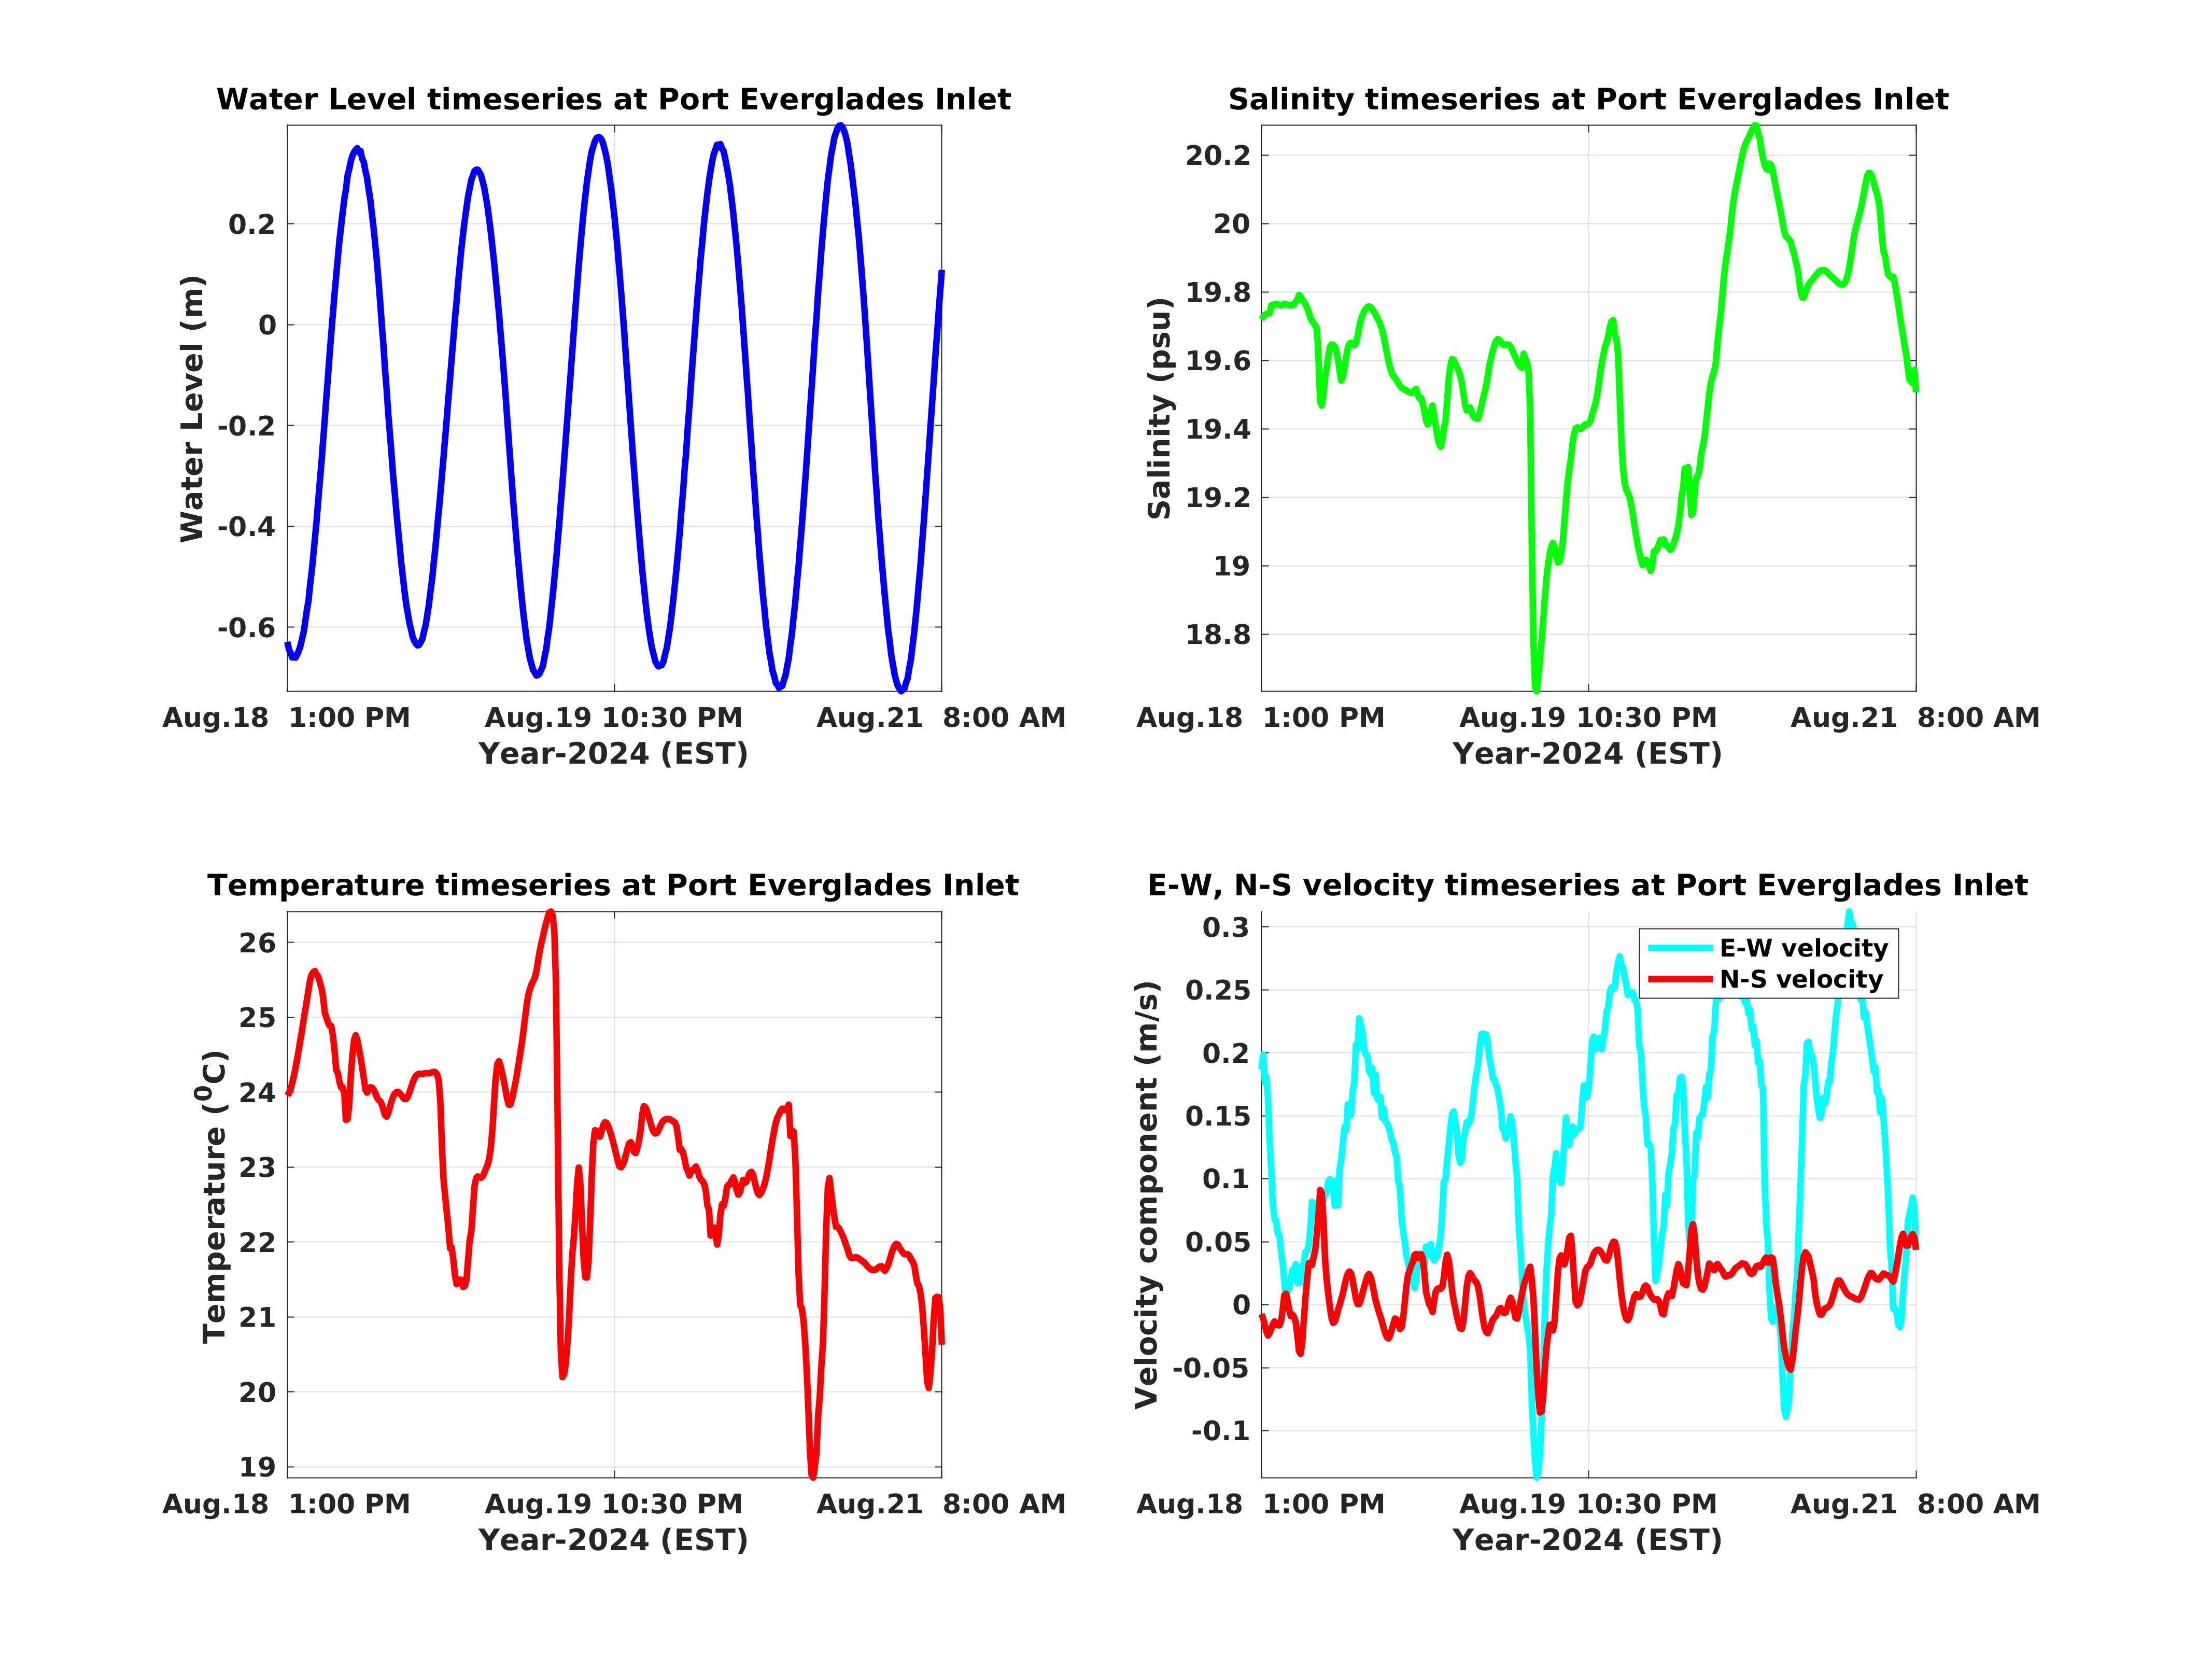 Water Level timeseries at Port Everglades Inlet
Water Level (m)
0.2
0
-0.2
-0.4
-0.6
Aug.18 1:00 PM
Aug.19 10:30 PM
Aug.21 8:00 AM
Year-2024 (EST)
Salinity timeseries at Port Everglades Inlet
Salinity (psu)
20.2
20
19.8
19.6
19.4
19.2
19
18.8
Aug.18 1:00 PM
Aug.19 10:30 PM
Aug.21 8:00 AM
Year-2024 (EST)
Temperature timeseries at Port Everglades Inlet
Temperature (⁰C)
26
25
24
23
22
21
20
19
Aug.18 1:00 PM
Aug.19 10:30 PM
Aug.21 8:00 AM
Year-2024 (EST)
E-W, N-S velocity timeseries at Port Everglades Inlet
Velocity component (m/s)
0.3
0.25
0.2
0.15
0.1
0.05
0
-0.05
-0.1
E-W velocity
N-S velocity
Aug.18 1:00 PM
Aug.19 10:30 PM
Aug.21 8:00 AM
Year-2024 (EST)